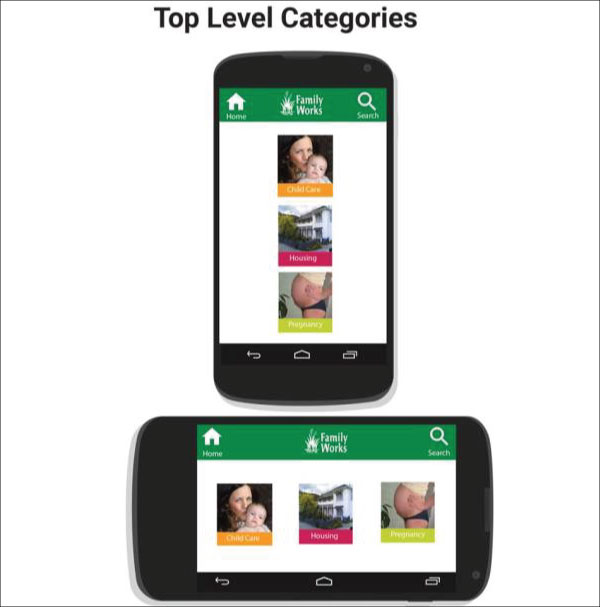 Top Level Categories
Home
Family
Works
Search
Child Care
Housing
Pregnancy
Home
Family
Works
Search
Child Care
Housing
Pregnancy